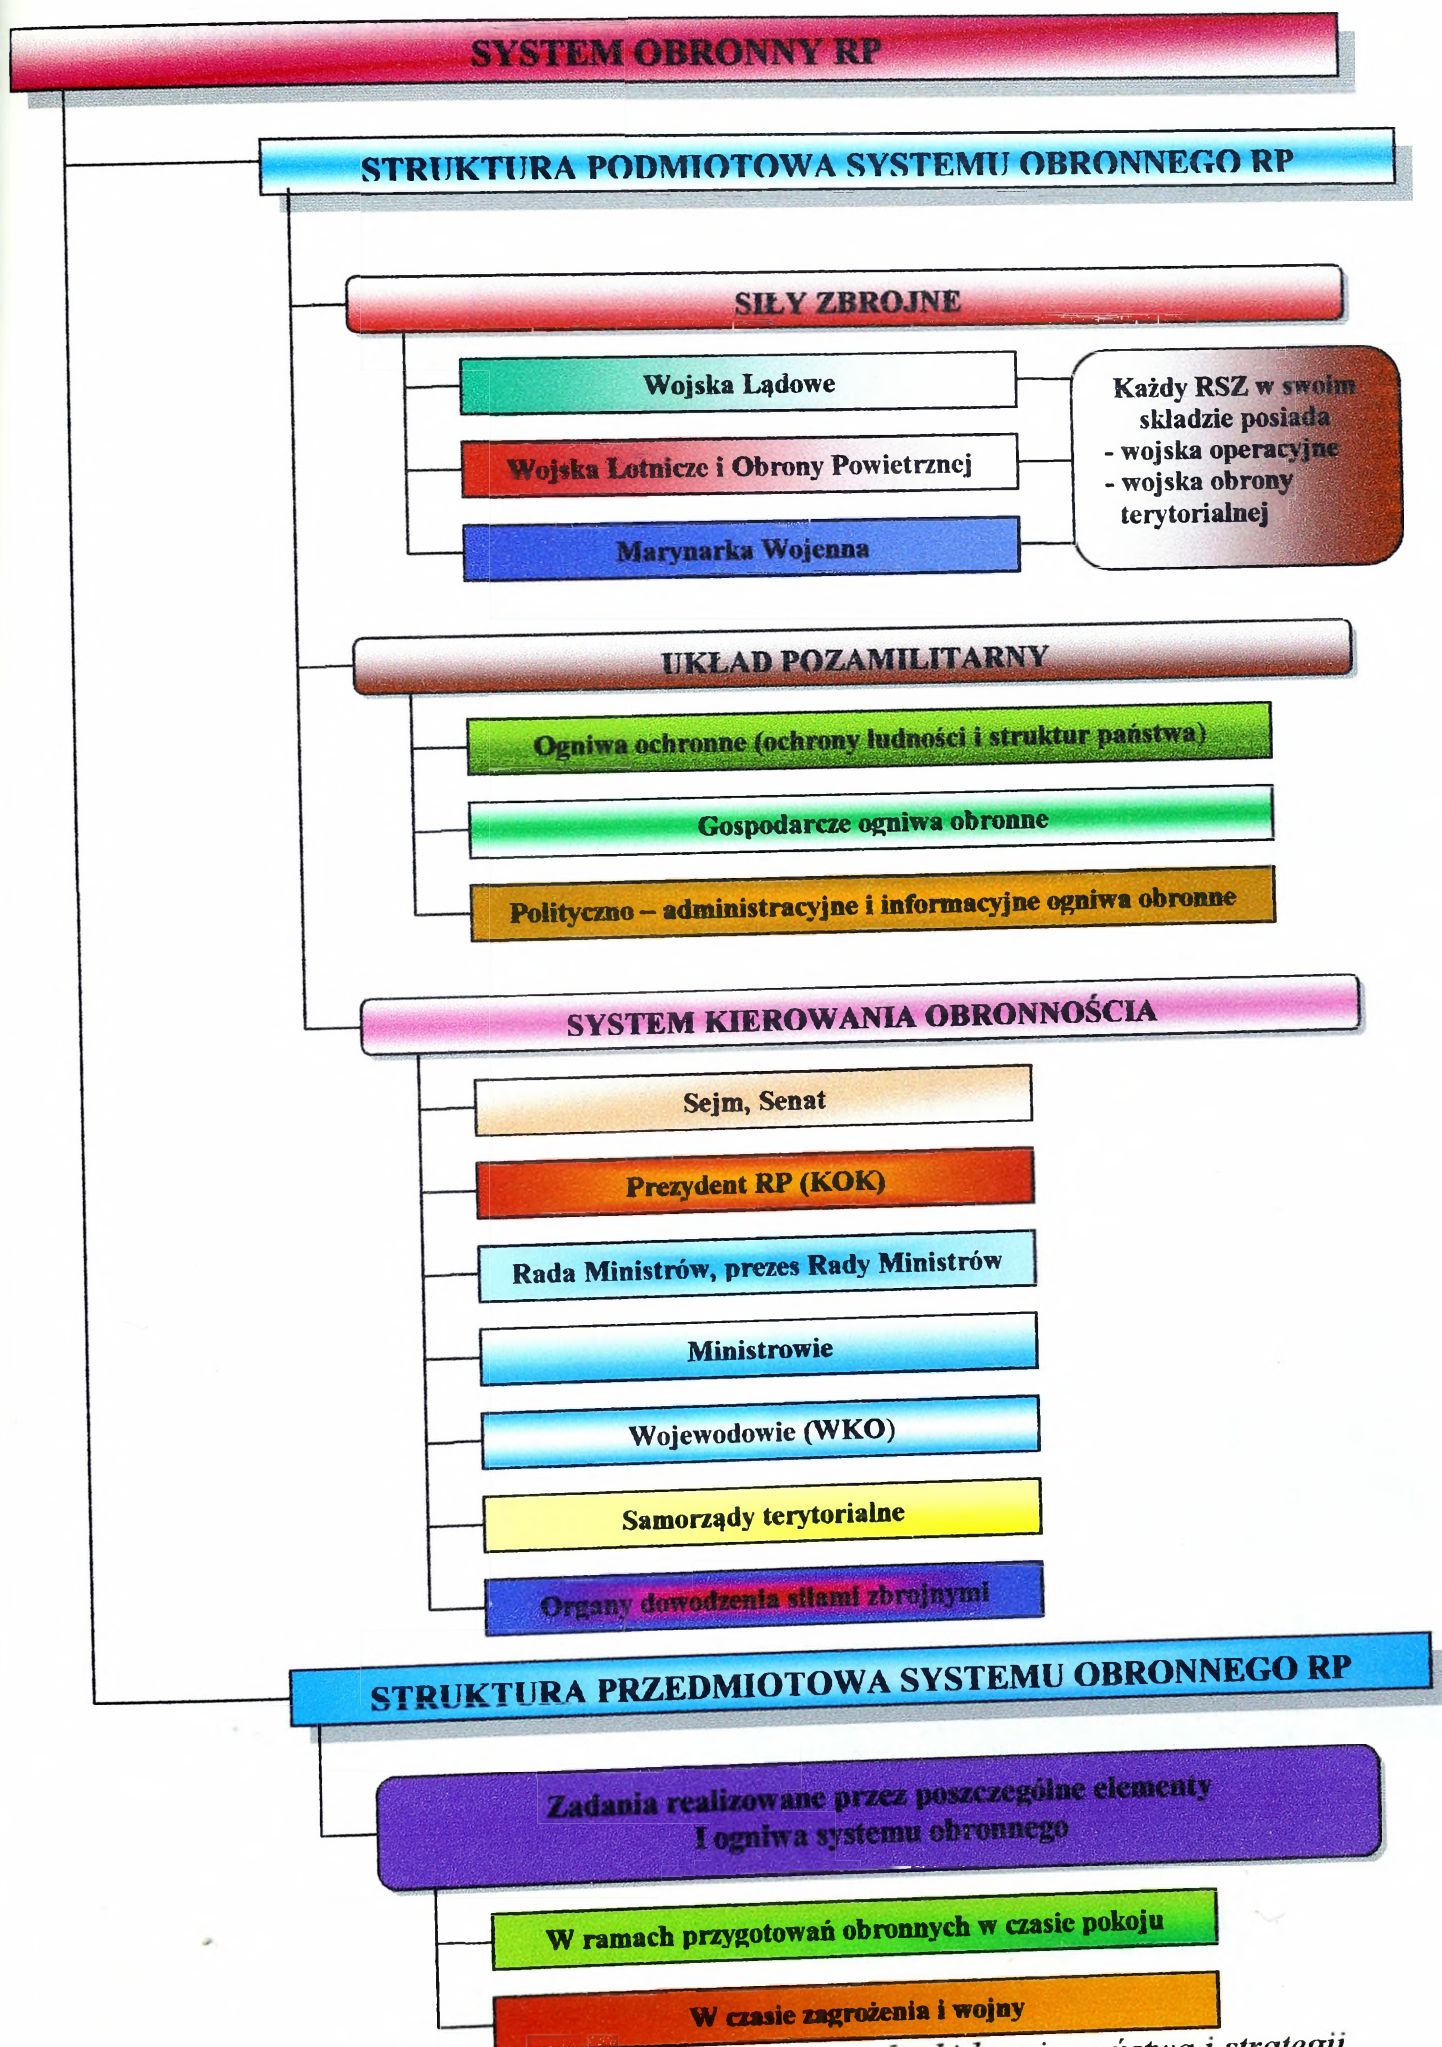 SYSTEM OBRONNY RP
STRUKTURA PODMIOTOWA SYSTEMU OBRONNEGO RP
SIŁY ZBROJNE
Wojska Lądowe
Wojska Lotnicze i Obrony Powietrznej
Marynarka Wojenna
Każdy RSZ w swoim
składzie posiada
- wojska operacyjne
- wojska obrony
terytorialnej
UKŁAD POZAMILITARNY
Ogniwa ochronne (ochrony ludności i struktur państwa)
Gospodarcze ogniwa obronne
Polityczno – administracyjne i informacyjne ogniwa obronne
SYSTEM KIEROWANIA OBRONNOŚCIA
Sejm, Senat
Prezydent RP (KOK)
Rada Ministrów, prezes Rady Ministrów
Ministrowie
Wojewodowie (WKO)
Samorządy terytorialne
Organy dowodzenia siłami zbrojnymi
STRUKTURA PRZEDMIOTOWA SYSTEMU OBRONNEGO RP
Zadania realizowane przez poszczególne elementy
I ogniwa systemu obronnego
W ramach przygotowań obronnych w czasie pokoju
W czasie zagrożenia i wojny
i strategii